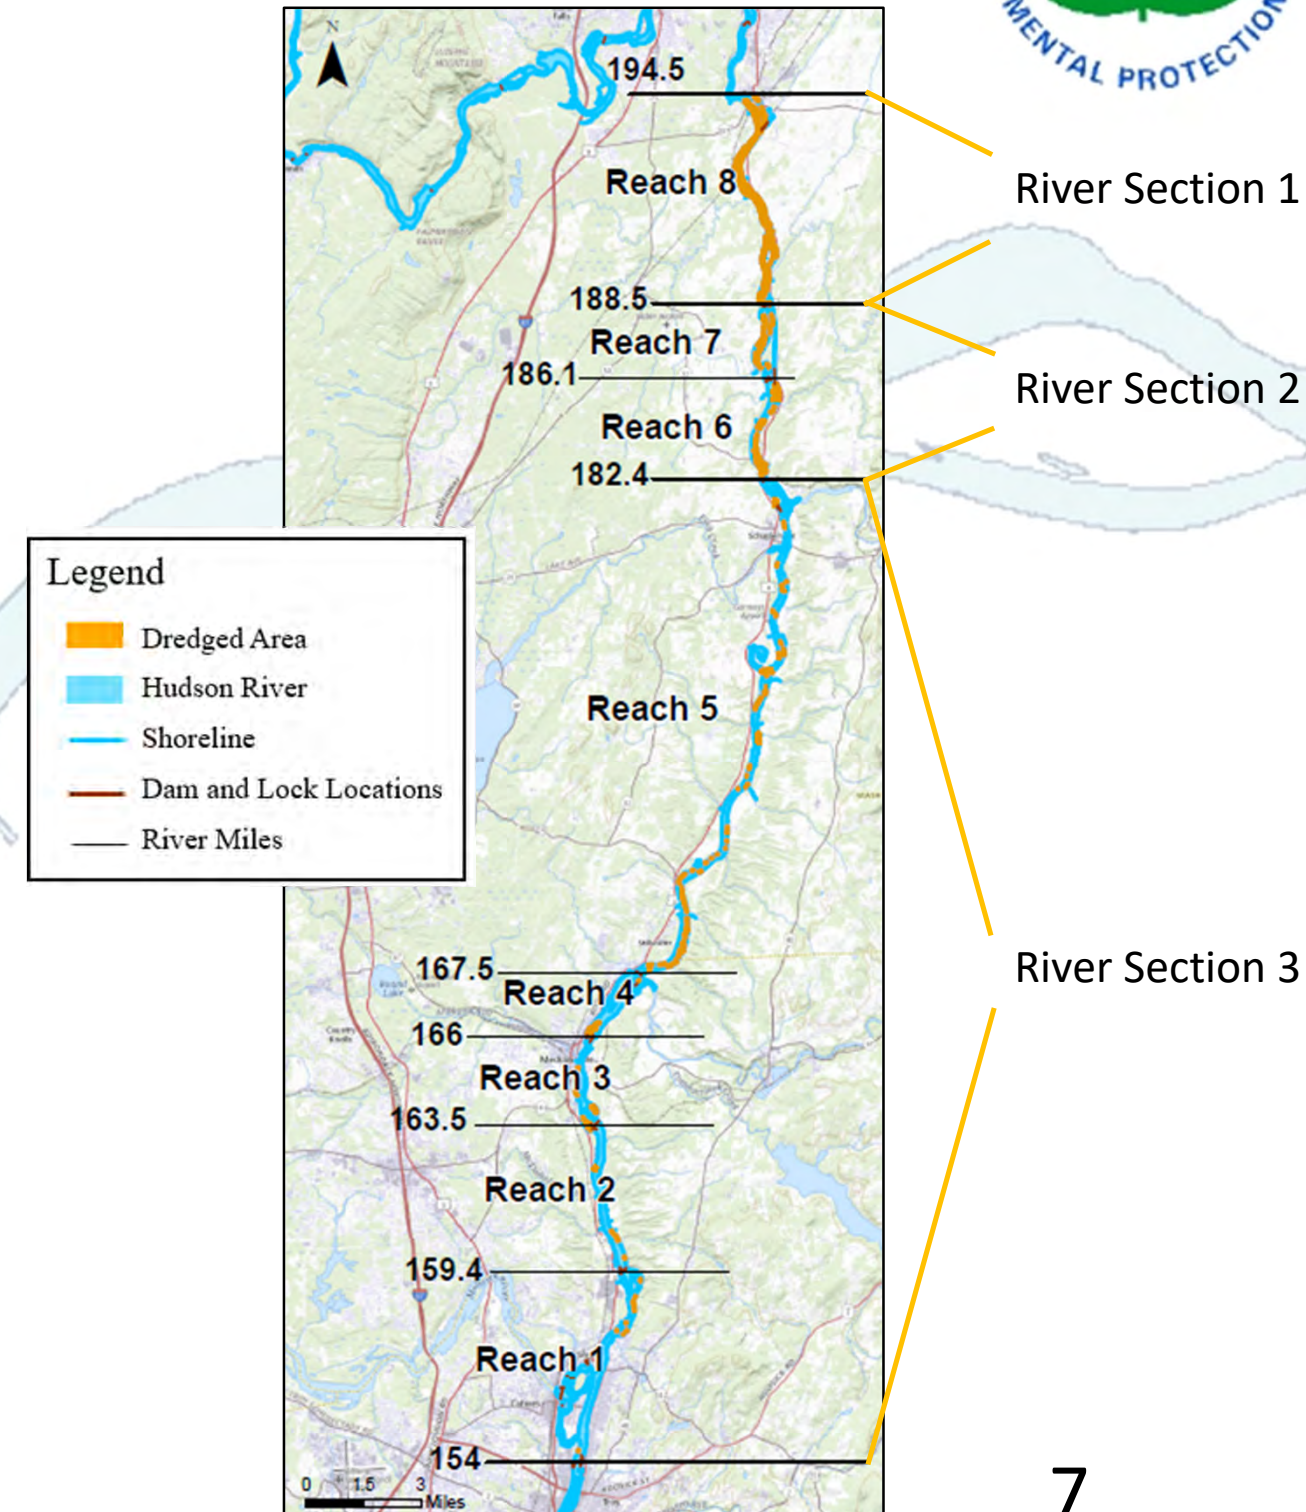 MENTAL PROTECTION
N
Falls
194.5
Reach 8
River Section 1
188.5
Reach 7
186.1
River Section 2
Reach 6
182.4
Legend
Dredged Area
Hudson River
Shoreline
Dam and Lock Locations
River Miles
Reach 5
167.5
Reach 4
River Section 3
166
Reach 3
163.5
Reach 2
159.4
Reach 1
154
0 1.5 3
Miles
7